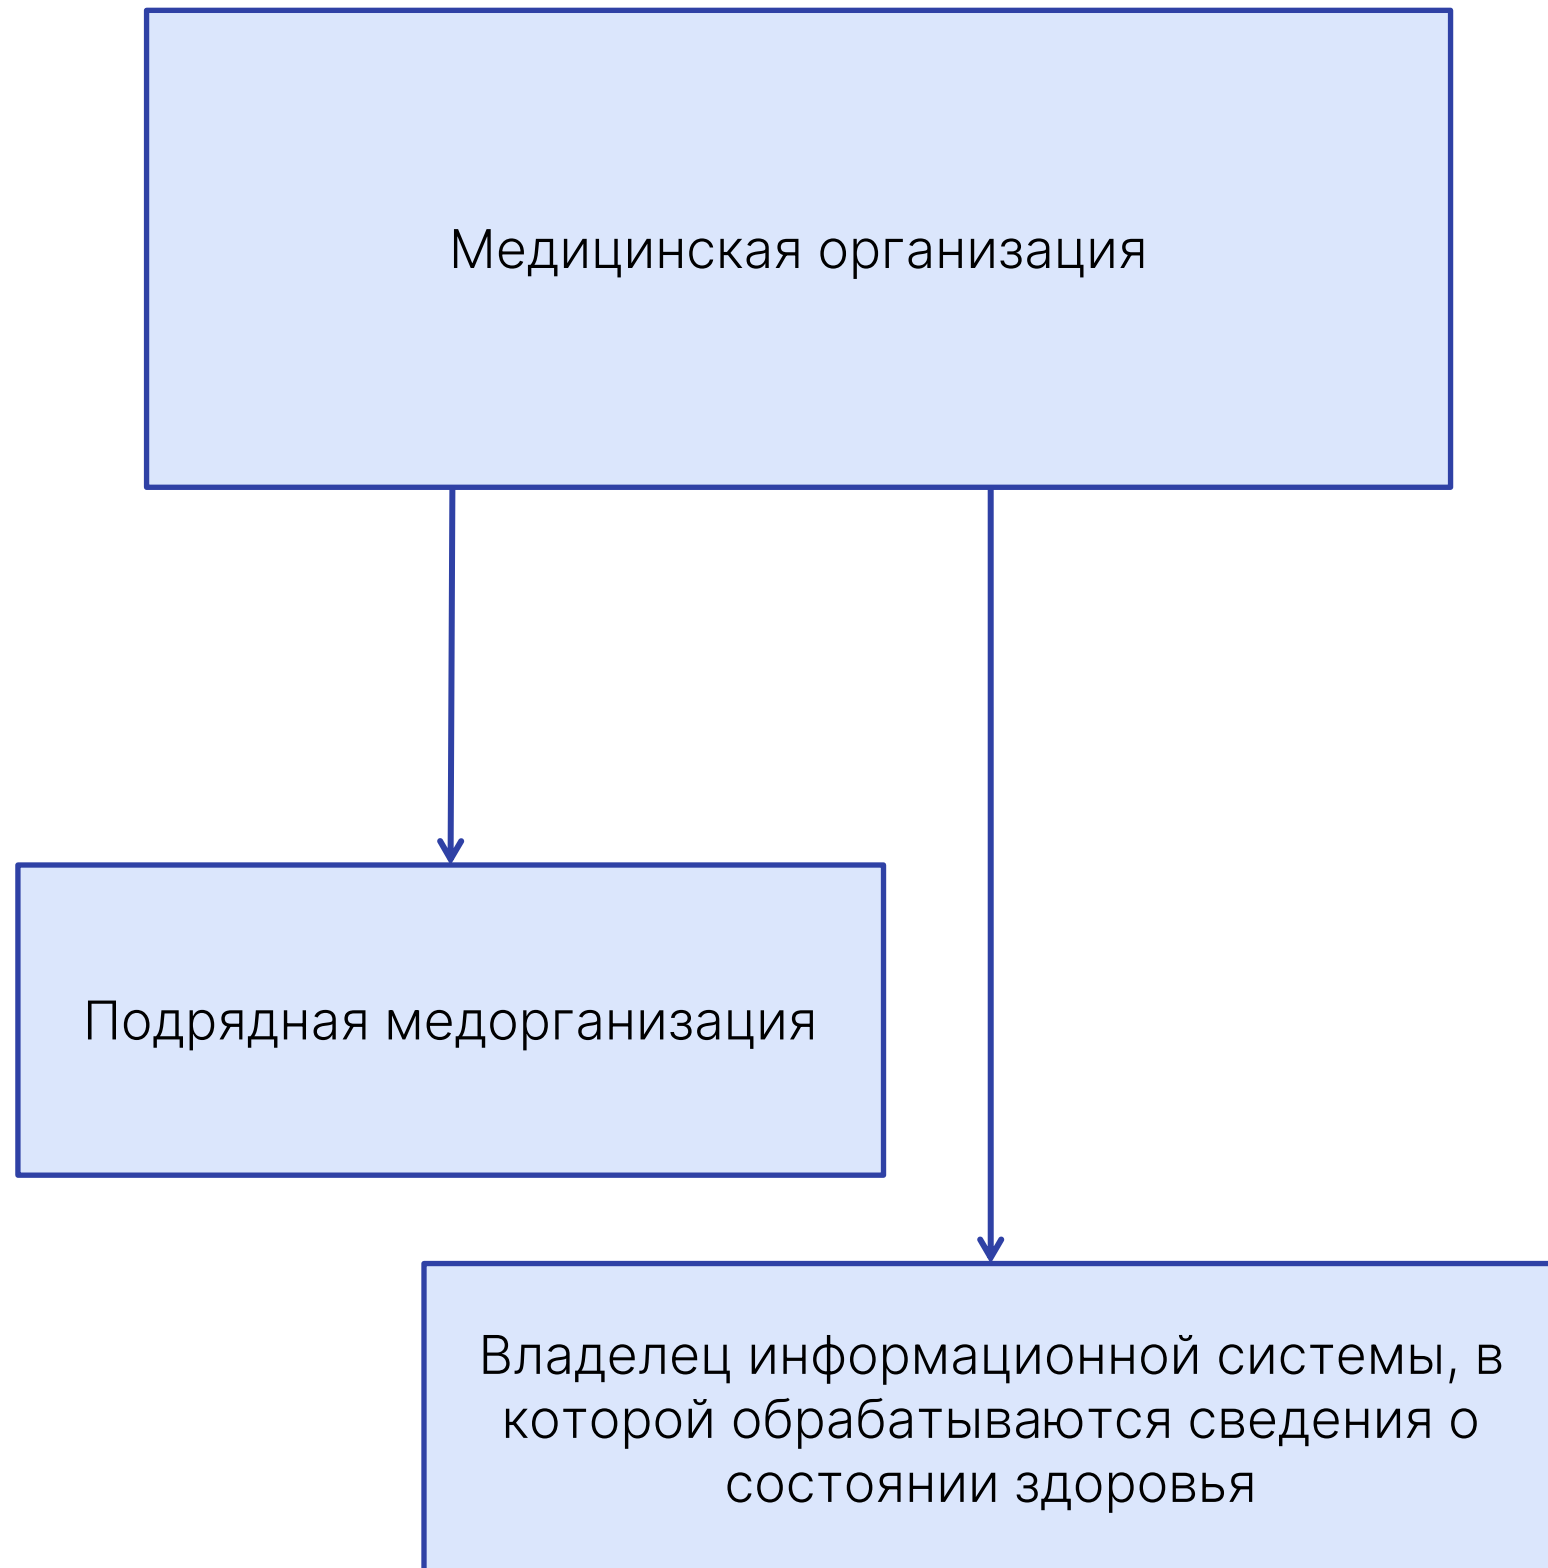 Медицинская организация
Подрядная медорганизация
Владелец информационной системы, в
которой обрабатываются сведения о
состоянии здоровья